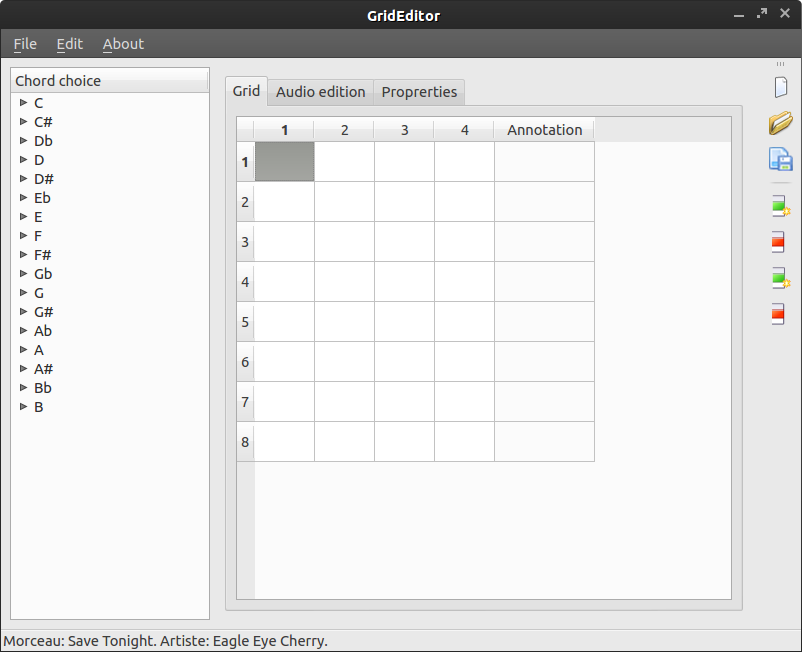 GridEditor
File Edit About
Chord choice
C
C#
Db
D
D#
Eb
E
F
F#
Gb
G
G#
Ab
A
A#
Bb
B
Grid Audio edition Proprerties
1 2 3 4 Annotation
1
2
3
4
5
6
7
8
Morceau: Save Tonight. Artiste: Eagle Eye Cherry.